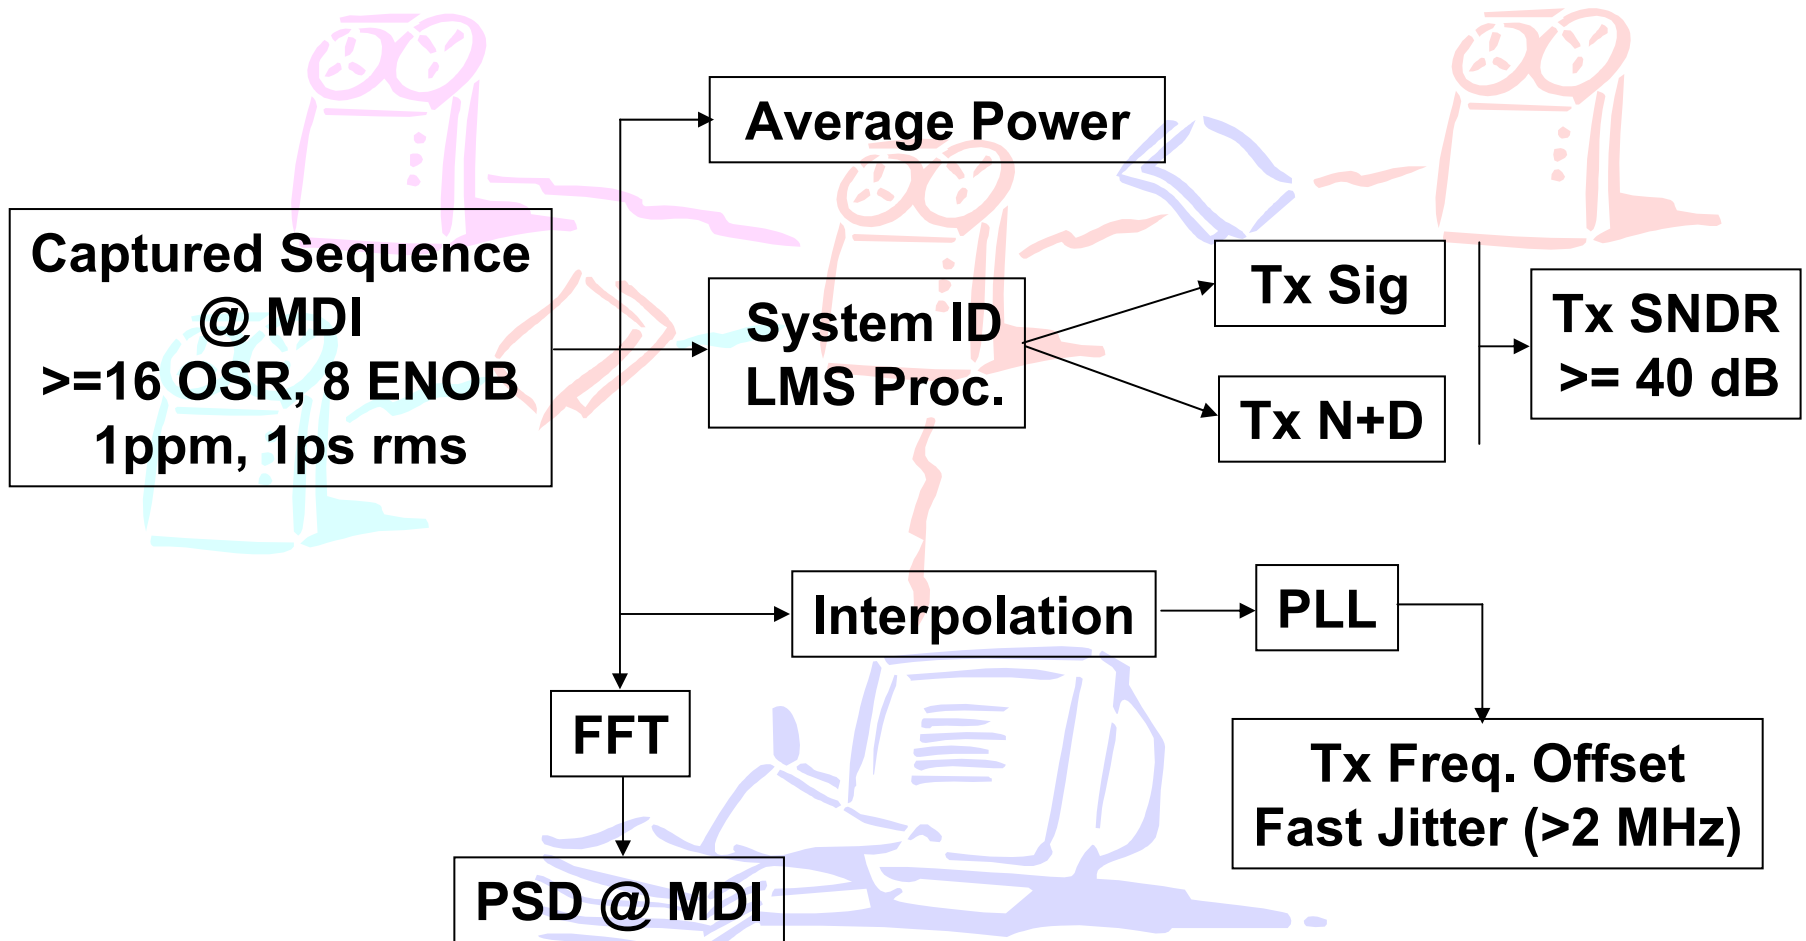 Average Power
Captured Sequence
@ MDI
>=16 OSR, 8 ENOB
1ppm, 1ps rms
System ID
LMS Proc.
Tx Sig
Tx N+D
Tx SNDR
>= 40 dB
Interpolation
PLL
FFT
Tx Freq. Offset
Fast Jitter (>2 MHz)
PSD @ MDI